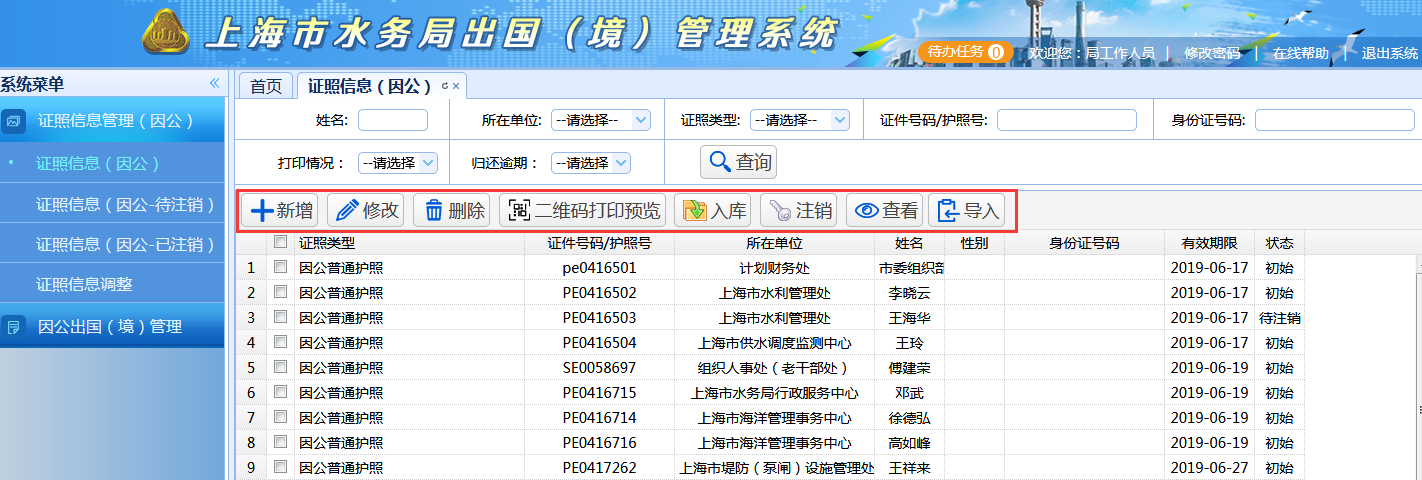 上海市水务局出国（境）管理系统
待办任务 0 欢迎您：局工作人员 | 修改密码 | 在线帮助 | 退出系统
系统菜单
首页 证照信息（因公）
证照信息管理（因公）
证照信息（因公）
证照信息（因公-待注销）
证照信息（因公-已注销）
证照信息调整
因公出国（境）管理
姓名: 所在单位: --请选择-- 证照类型: --请选择-- 证件号码/护照号: 身份证号码:
打印情况： --请选择 归还逾期： --请选择 查询
新增 修改 删除 二维码打印预览 入库 注销 查看 导入
证照类型 证件号码/护照号 所在单位 姓名 性别 身份证号码 有效期限 状态
1 因公普通护照 pe0416501 计划财务处 市委组织部 2019-06-17 初始
2 因公普通护照 PE0416502 上海市水利管理处 李晓云 2019-06-17 初始
3 因公普通护照 PE0416503 上海市水利管理处 王海华 2019-06-17 待注销
4 因公普通护照 PE0416504 上海市供水调度监测中心 王玲 2019-06-17 初始
5 因公普通护照 SE0058697 组织人事处（老干部处） 傅建荣 2019-06-19 初始
6 因公普通护照 PE0416715 上海市水务局行政服务中心 邓武 2019-06-19 初始
7 因公普通护照 PE0416714 上海市海洋管理事务中心 徐德弘 2019-06-19 初始
8 因公普通护照 PE0416716 上海市海洋管理事务中心 高如峰 2019-06-19 初始
9 因公普通护照 PE0417262 上海市堤防（泵闸）设施管理处 王祥来 2019-06-27 初始